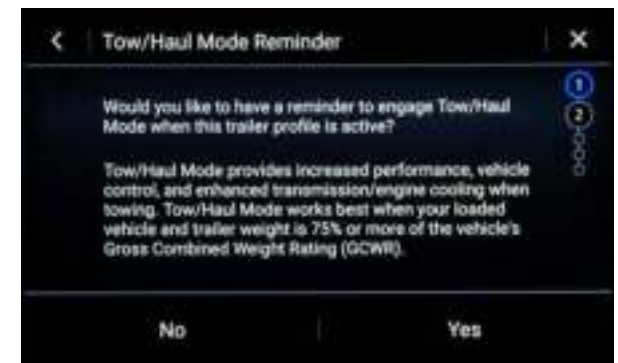 Tow/Haul Mode Reminder
1
Would you like to have a reminder to engage Tow/Haul
2
Mode when this trailer profile is active?
Tow/Haul Mode provides increased performance, vehicle
control, and enhanced transmission/engine cooling when
towing. Tow/Haul Mode works best when your loaded
vehicle and trailer weight is 75% or more of the vehicle's
Gross Combined Weight Rating (GCWR).
No
Yes